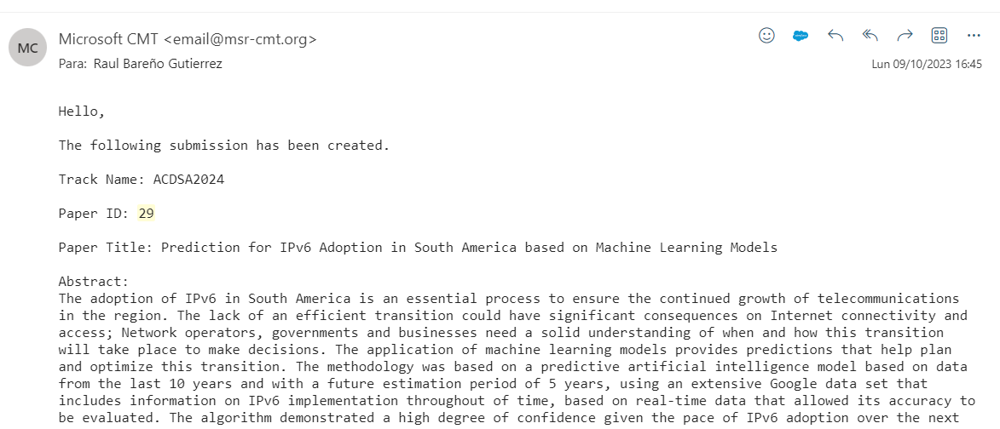 MC
Microsoft CMT <email@msr-cmt.org>
Para: Raul Bareño Gutierrez
Lun 09/10/2023 16:45
Hello,
The following submission has been created.
Track Name: ACDSA2024
Paper ID: 29
Paper Title: Prediction for IPv6 Adoption in South America based on Machine Learning Models
Abstract:
The adoption of IPv6 in South America is an essential process to ensure the continued growth of telecommunications
in the region. The lack of an efficient transition could have significant consequences on Internet connectivity and
access; Network operators, governments and businesses need a solid understanding of when and how this transition
will take place to make decisions. The application of machine learning models provides predictions that help plan
and optimize this transition. The methodology was based on a predictive artificial intelligence model based on data
from the last 10 years and with a future estimation period of 5 years, using an extensive Google data set that
includes information on IPv6 implementation throughout of time, based on real-time data that allowed its accuracy to
be evaluated. The algorithm demonstrated a high degree of confidence given the pace of IPv6 adoption over the next